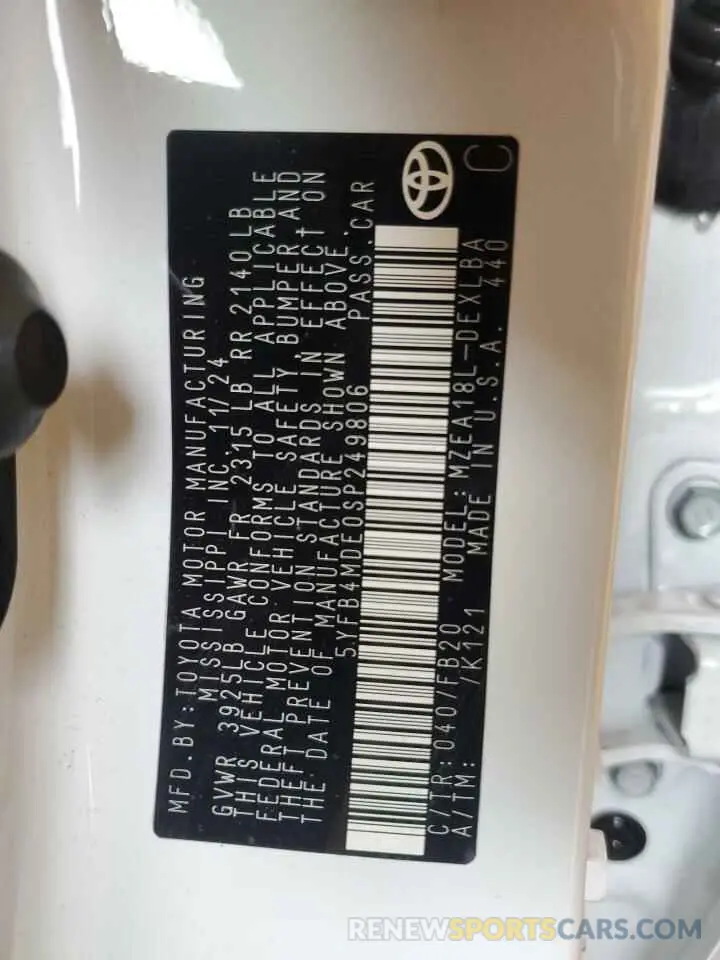 MFD.BY:TOYOTA MOTOR MANUFACTURING
MISSISSIPPI INC. 11/24
GVWR 3925LB GAWR FR 2315 LB RR 2140 LB
THIS VEHICLE CONFORMS TO ALL APPLICABLE
FEDERAL MOTOR VEHICLE SAFETY, BUMPER AND
THEFT PREVENTION STANDARDS IN EFFECT ON
THE DATE OF MANUFACTURE SHOWN ABOVE.
5YFB4MDE0SP249806 PASS.CAR
C/TR:040/FB20 MODEL:MZEA18L-DEXLBA
A/TM: /K121 MADE IN U.S.A. 440
C
RENEWSPORTSCARS.COM